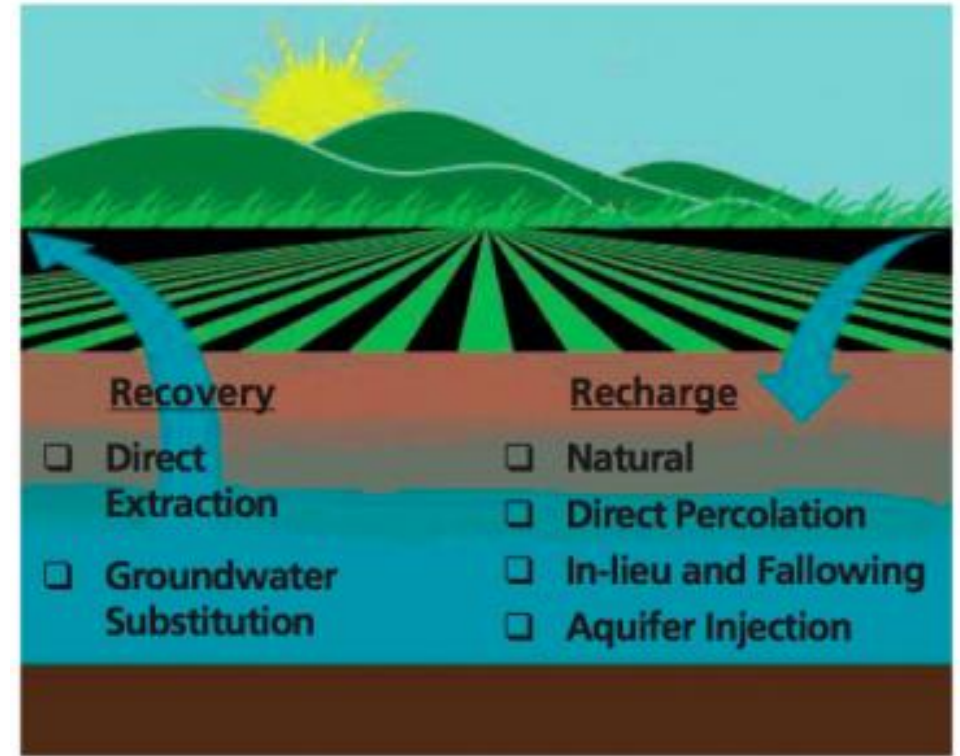 Recovery
❑ Direct
Extraction
❑ Groundwater
Substitution
Recharge
❑ Natural
❑ Direct Percolation
❑ In-lieu and Fallowing
❑ Aquifer Injection